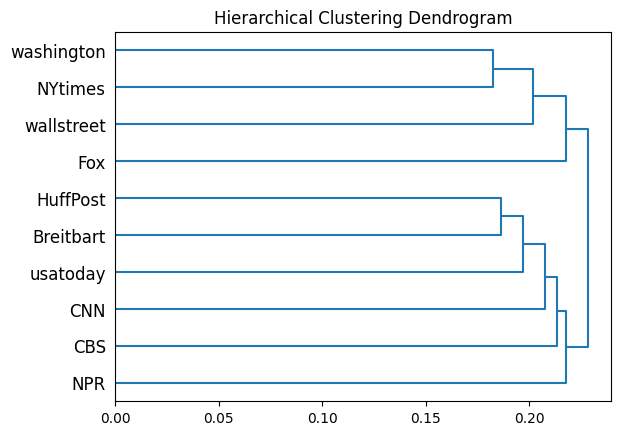 Hierarchical Clustering Dendrogram
washington
NYtimes
wallstreet
Fox
HuffPost
Breitbart
usatoday
CNN
CBS
NPR
0.00 0.05 0.10 0.15 0.20